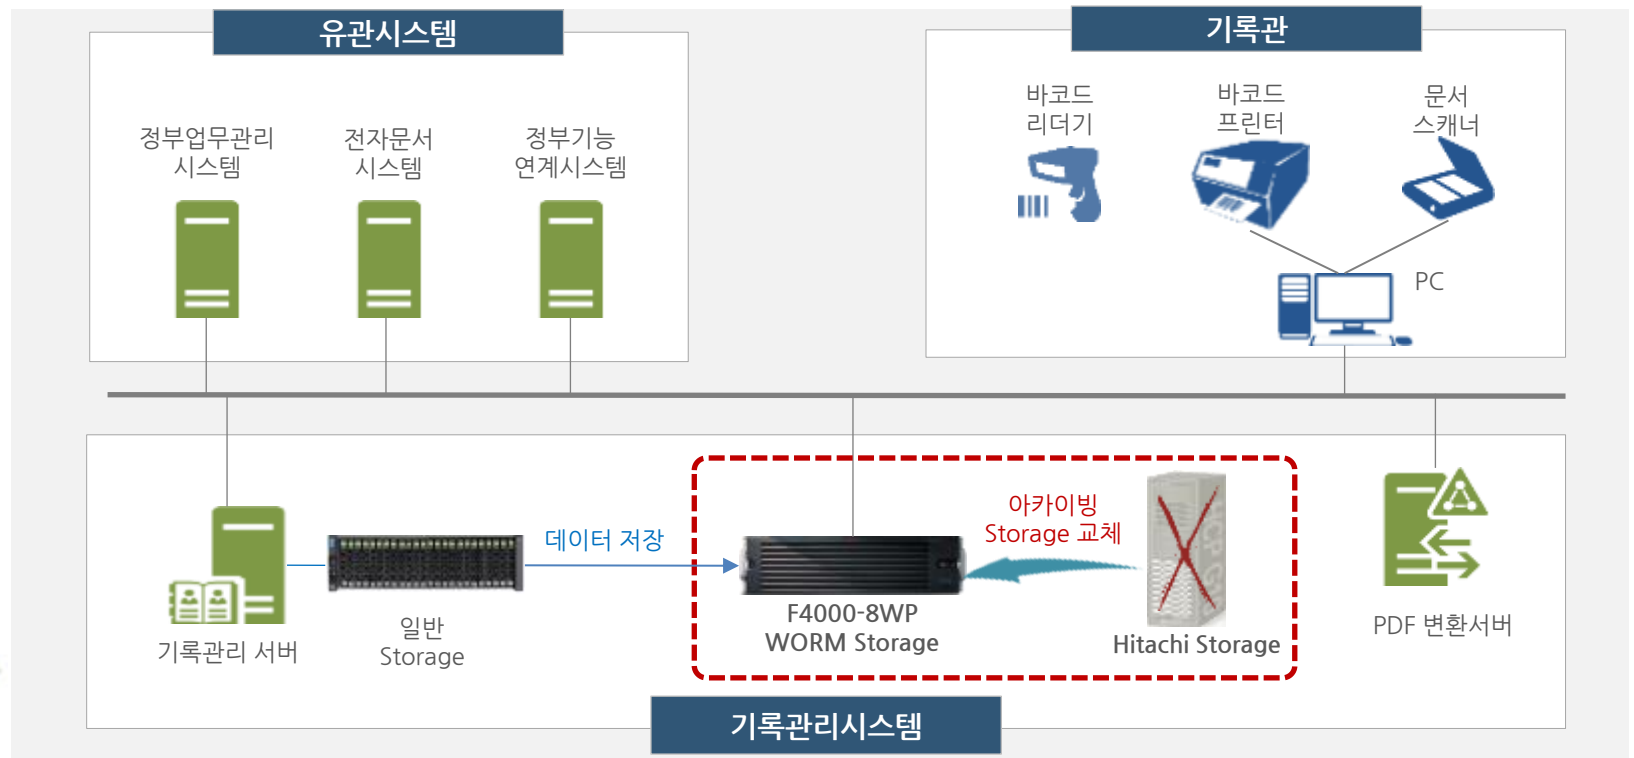 유관시스템
정부업무관리
시스템
전자문서
시스템
정부기능
연계시스템
기록관
바코드
리더기
바코드
프린터
문서
스캐너
PC
기록관리 서버
일반
Storage
데이터 저장
F4000-8WP
WORM Storage
아카이빙
Storage 교체
Hitachi Storage
PDF 변환서버
기록관리시스템